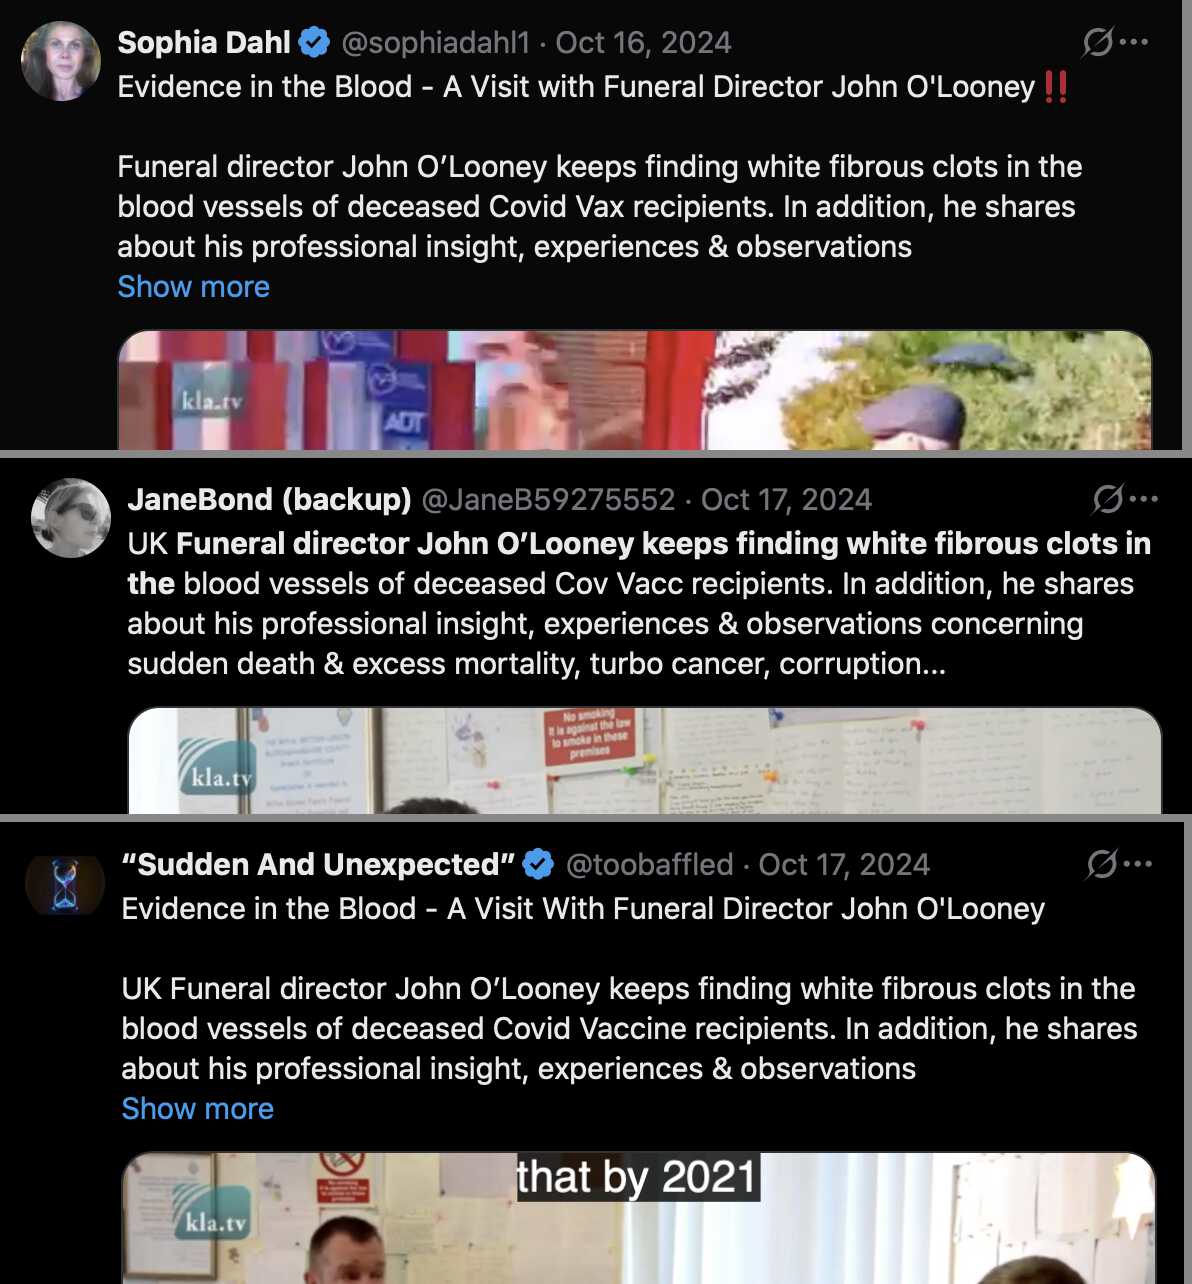 Sophia Dahl @sophiadahl1 · Oct 16, 2024
Evidence in the Blood - A Visit with Funeral Director John O'Looney‼️
Funeral director John O’Looney keeps finding white fibrous clots in the
blood vessels of deceased Covid Vax recipients. In addition, he shares
about his professional insight, experiences & observations
Show more
kla.tv
ADT
JaneBond (backup) @JaneB59275552 · Oct 17, 2024
UK Funeral director John O’Looney keeps finding white fibrous clots in
the blood vessels of deceased Cov Vacc recipients. In addition, he shares
about his professional insight, experiences & observations concerning
sudden death & excess mortality, turbo cancer, corruption...
No smoking
It is against the law
to smoke in these
premises
kla.tv
“Sudden And Unexpected” @toobaffled · Oct 17, 2024
Evidence in the Blood - A Visit With Funeral Director John O'Looney
UK Funeral director John O’Looney keeps finding white fibrous clots in the
blood vessels of deceased Covid Vaccine recipients. In addition, he shares
about his professional insight, experiences & observations
Show more
that by 2021
kla.tv